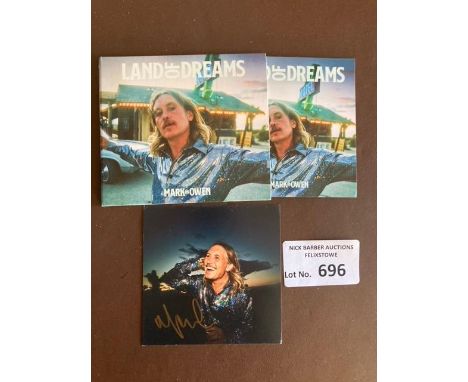 LAND OF DREAMS
MARK OWEN
OF DREAMS
MARK OWEN
NICK BARBER AUCTIONS
FELIXSTOWE
Lot No. 696